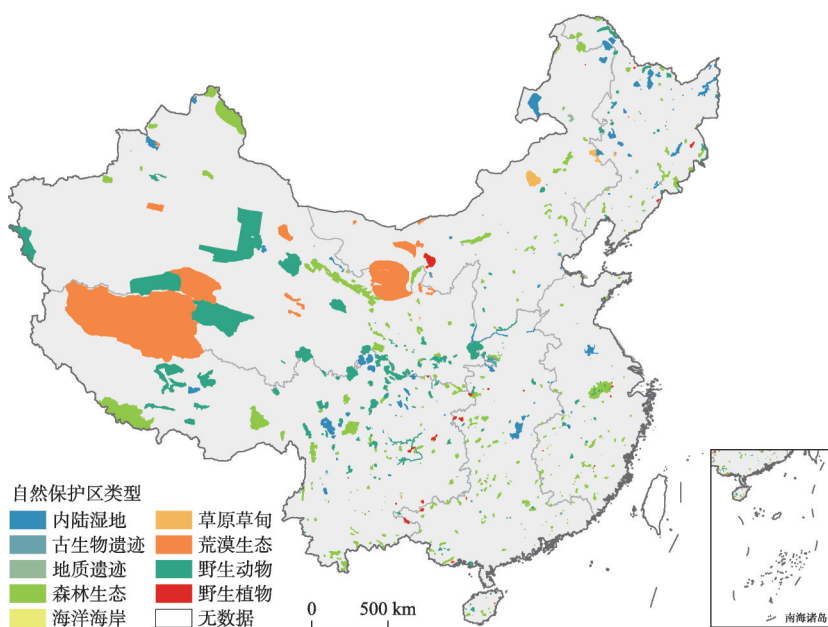 自然保护区类型
内陆湿地
草原草甸
古生物遗迹
荒漠生态
地质遗迹
野生动物
森林生态
野生植物
海洋海岸
无数据
0 500 km
南海诸岛